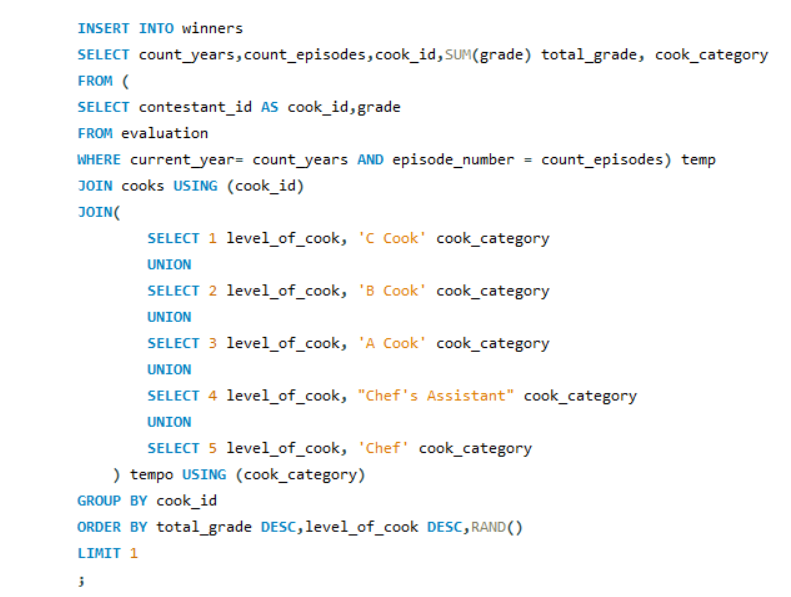 INSERT INTO winners
SELECT count_years,count_episodes,cook_id,SUM(grade) total_grade, cook_category
FROM (
SELECT contestant_id AS cook_id,grade
FROM evaluation
WHERE current_year= count_years AND episode_number = count_episodes) temp
JOIN cooks USING (cook_id)
JOIN(
SELECT 1 level_of_cook, 'C Cook' cook_category
UNION
SELECT 2 level_of_cook, 'B Cook' cook_category
UNION
SELECT 3 level_of_cook, 'A Cook' cook_category
UNION
SELECT 4 level_of_cook, "Chef's Assistant" cook_category
UNION
SELECT 5 level_of_cook, 'Chef' cook_category
) tempo USING (cook_category)
GROUP BY cook_id
ORDER BY total_grade DESC,level_of_cook DESC,RAND()
LIMIT 1
;